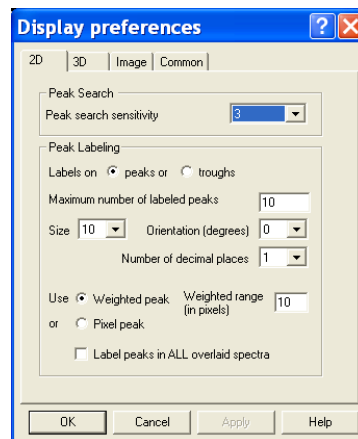 Display preferences
2D 3D Image Common
Peak Search
Peak search sensitivity 3
Peak Labeling
Labels on peaks or troughs
Maximum number of labeled peaks 10
Size 10 Orientation (degrees) 0
Number of decimal places 1
Use Weighted peak Weighted range (in pixels) 10
or Pixel peak
Label peaks in ALL overlaid spectra
OK Cancel Apply Help